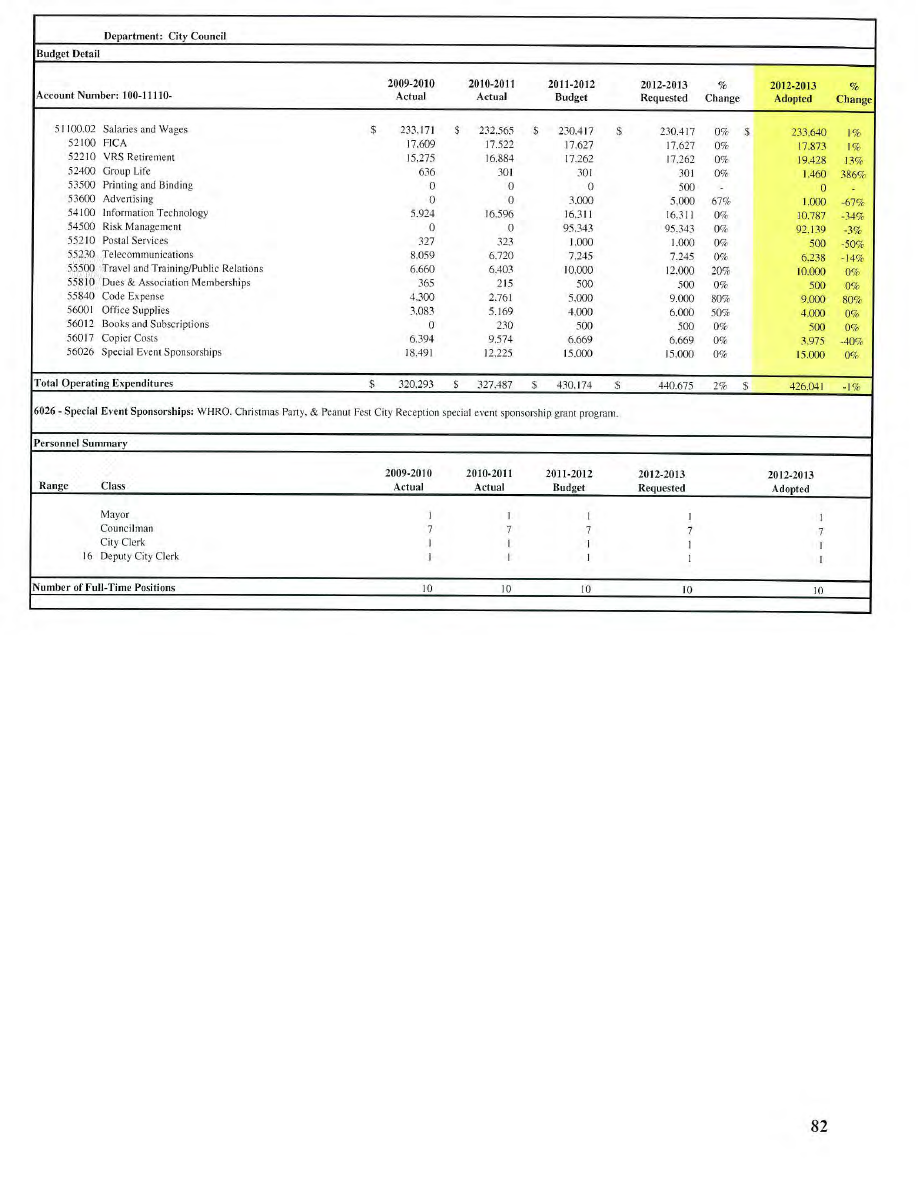 Department: City Council
Budget Detail
Account Number: 100-11110- 2009-2010 Actual 2010-2011 Actual 2011-2012 Budget 2012-2013 Requested % Change 2012-2013 Adopted % Change
51100.02 Salaries and Wages $ 233,171 $ 232,565 $ 230,417 $ 230,417 0% $ 233,640 1%
52100 FICA 17,609 17,522 17,627 17,627 0% 17,873 1%
52210 VRS Retirement 15,275 16,884 17,262 17,262 0% 19,428 13%
52400 Group Life 636 301 301 301 0% 1,460 386%
53500 Printing and Binding 0 0 0 500 - 0 -
53600 Advertising 0 0 3,000 5,000 67% 1,000 -67%
54100 Information Technology 5,924 16,596 16,311 16,311 0% 10,787 -34%
54500 Risk Management 0 0 95,343 95,343 0% 92,139 -3%
55210 Postal Services 327 323 1,000 1,000 0% 500 -50%
55230 Telecommunications 8,059 6,720 7,245 7,245 0% 6,238 -14%
55500 Travel and Training/Public Relations 6,660 6,403 10,000 12,000 20% 10,000 0%
55810 Dues & Association Memberships 365 215 500 500 0% 500 0%
55840 Code Expense 4,300 2,761 5,000 9,000 80% 9,000 80%
56001 Office Supplies 3,083 5,169 4,000 6,000 50% 4,000 0%
56012 Books and Subscriptions 0 230 500 500 0% 500 0%
56017 Copier Costs 6,394 9,574 6,669 6,669 0% 3,975 -40%
56026 Special Event Sponsorships 18,491 12,225 15,000 15,000 0% 15,000 0%
Total Operating Expenditures $ 320,293 $ 327,487 $ 430,174 $ 440,675 2% $ 426,041 -1%
6026 - Special Event Sponsorships: WHRO, Christmas Party, & Peanut Fest City Reception special event sponsorship grant program.
Personnel Summary
Range Class 2009-2010 Actual 2010-2011 Actual 2011-2012 Budget 2012-2013 Requested 2012-2013 Adopted
Mayor 1 1 1 1 1
Councilman 7 7 7 7 7
City Clerk 1 1 1 1 1
16 Deputy City Clerk 1 1 1 1 1
Number of Full-Time Positions 10 10 10 10 10
82